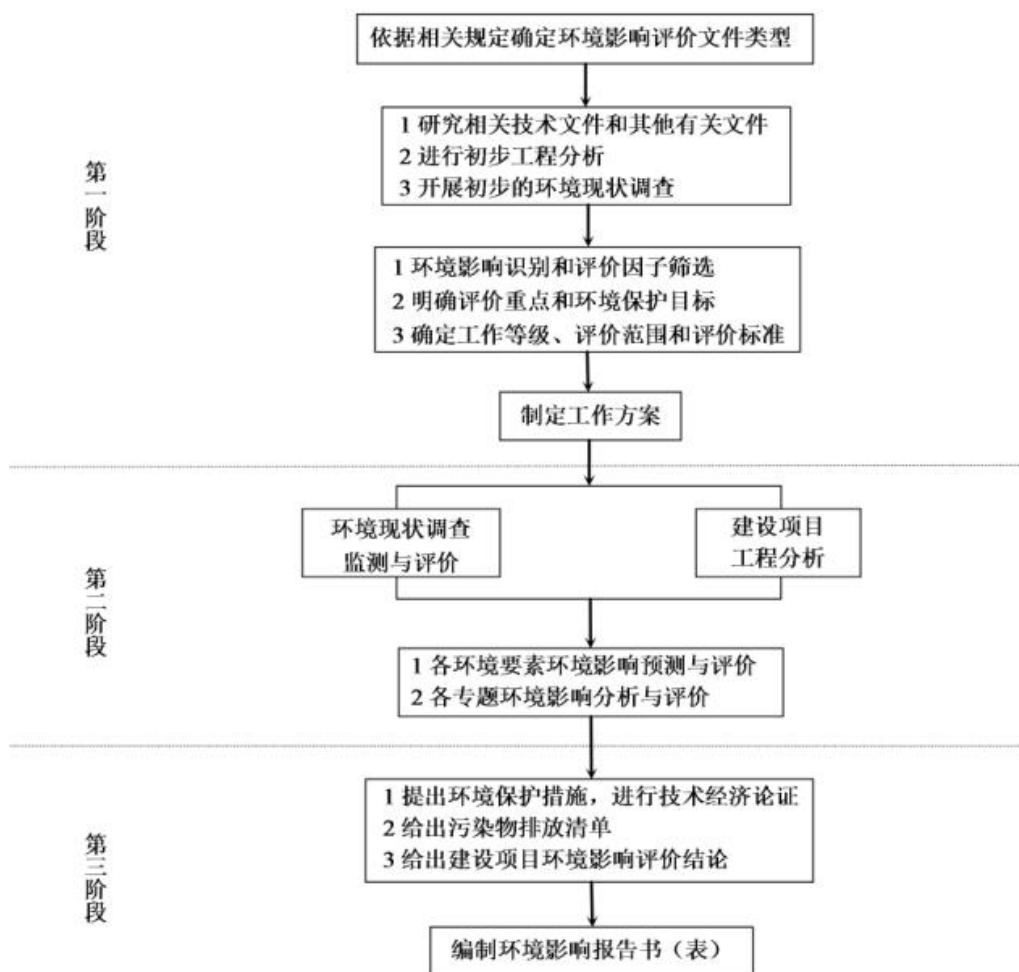 依据相关规定确定环境影响评价文件类型
1 研究相关技术文件和其他有关文件
2 进行初步工程分析
3 开展初步的环境现状调查
第一阶段
1 环境影响识别和评价因子筛选
2 明确评价重点和环境保护目标
3 确定工作等级、评价范围和评价标准
制定工作方案
环境现状调查
监测与评价
建设项目
工程分析
第二阶段
1 各环境要素环境影响预测与评价
2 各专题环境影响分析与评价
1 提出环境保护措施，进行技术经济论证
2 给出污染物排放清单
3 给出建设项目环境影响评价结论
第三阶段
编制环境影响报告书（表）